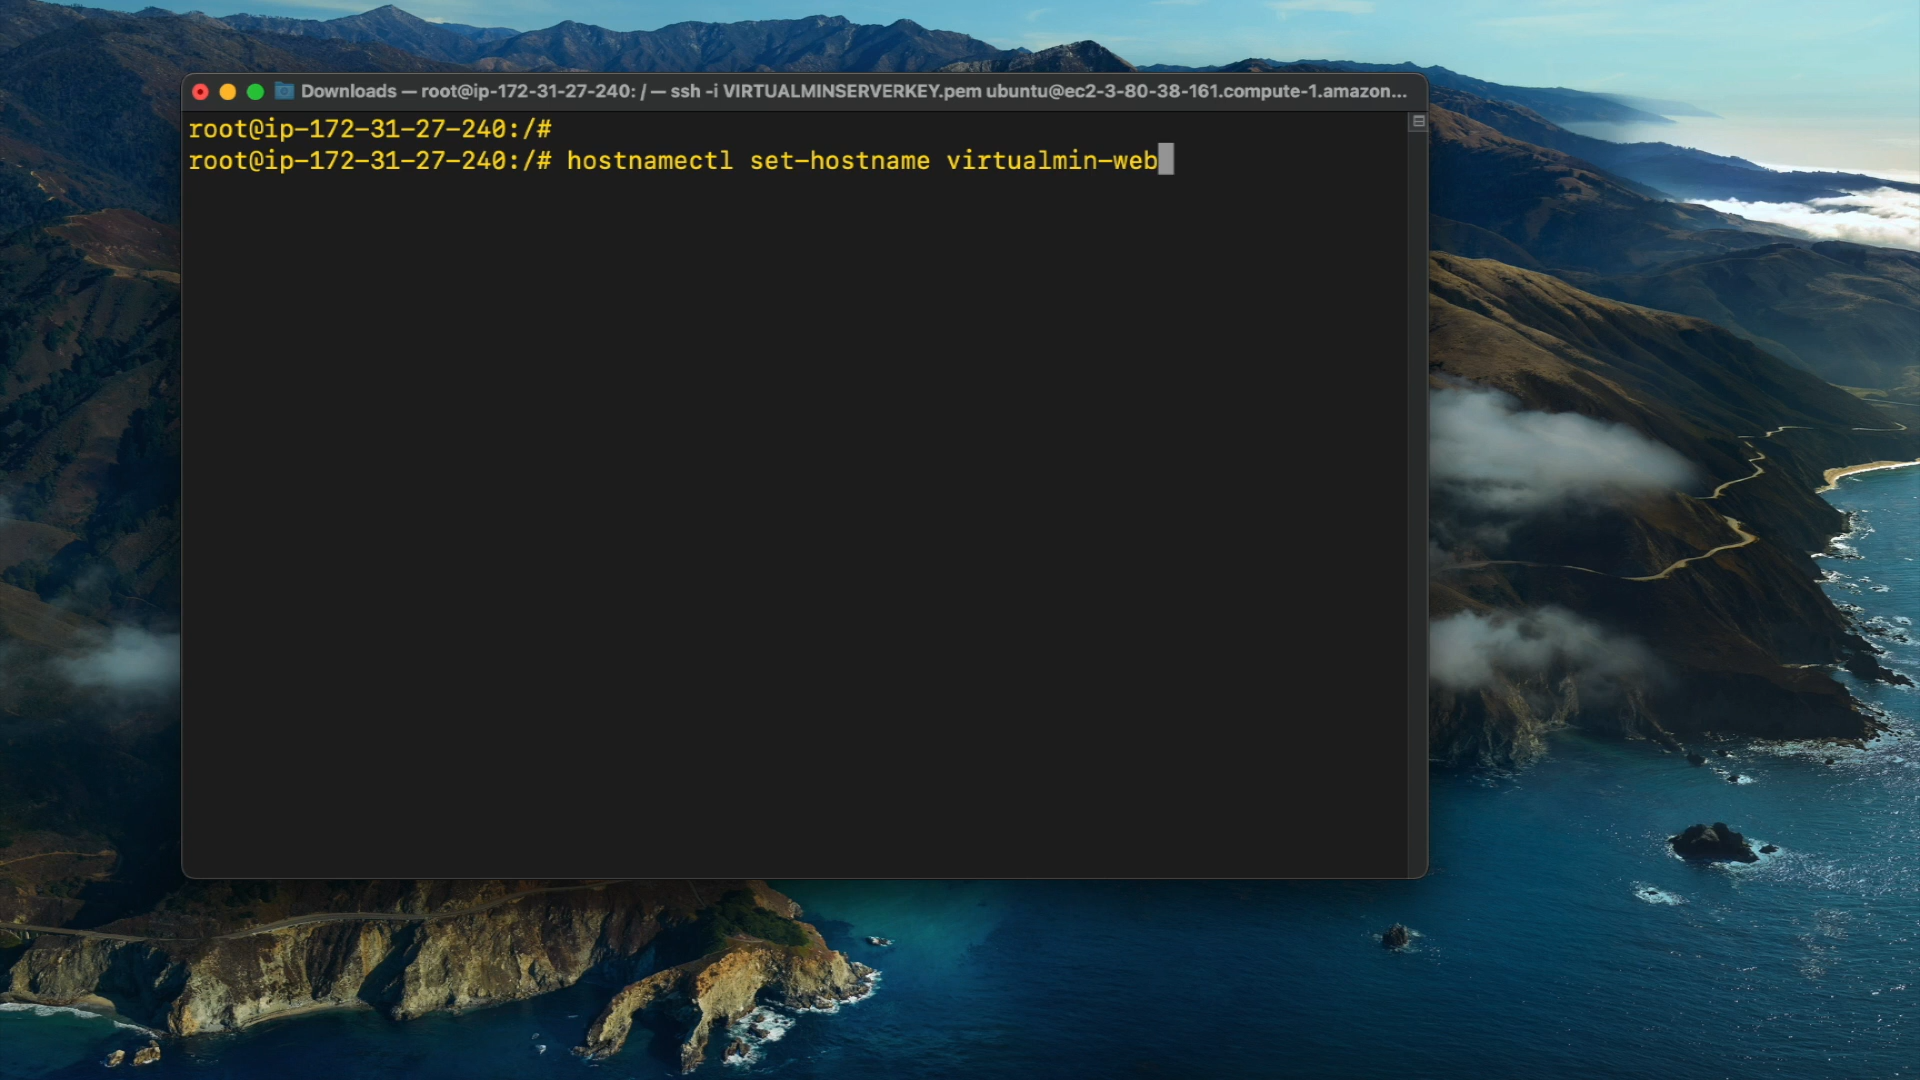 Downloads — root@ip-172-31-27-240: / — ssh -i VIRTUALMINSERVERKEY.pem ubuntu@ec2-3-80-38-161.compute-1.amazon...
root@ip-172-31-27-240:/#
root@ip-172-31-27-240:/# hostnamectl set-hostname virtualmin-web